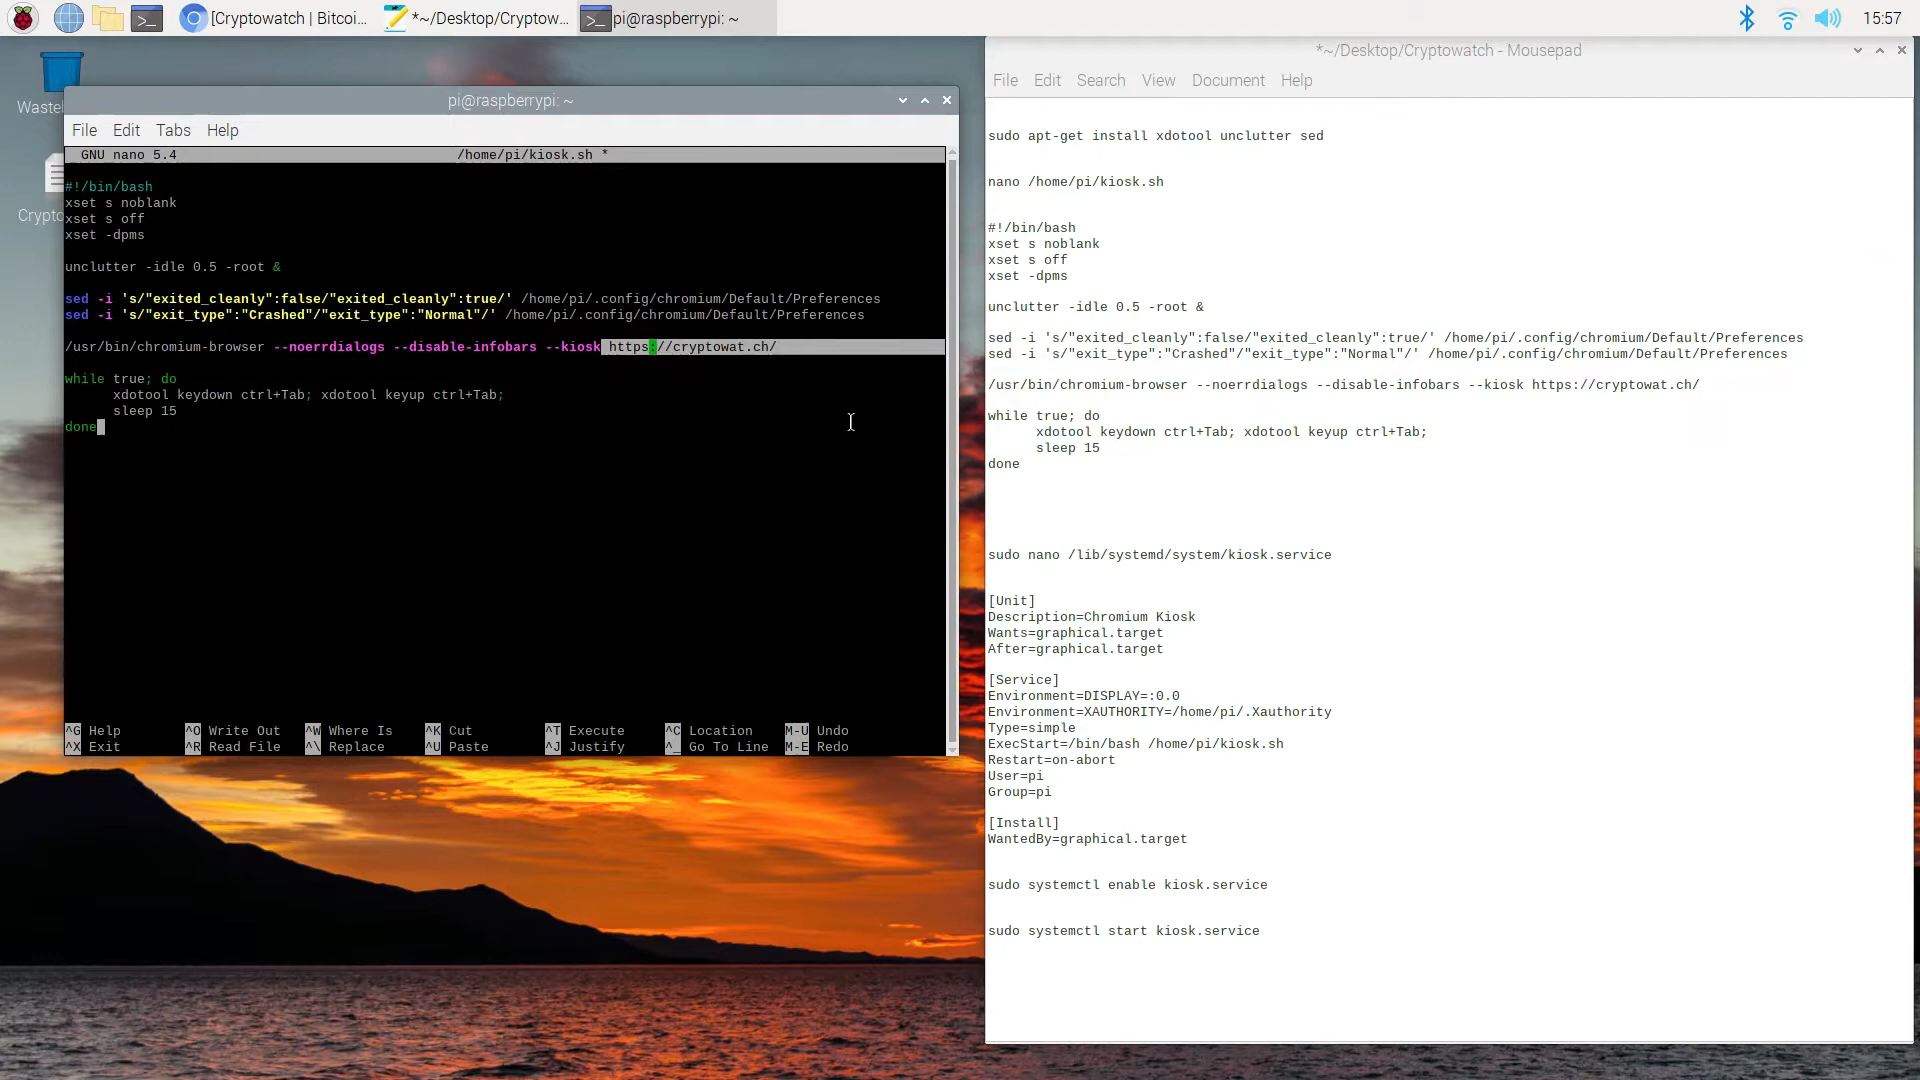 [Cryptowatch | Bitcoi...
*~/Desktop/Cryptow...
pi@raspberrypi: ~
15:57
pi@raspberrypi: ~
File Edit Tabs Help
GNU nano 5.4 /home/pi/kiosk.sh *
#!/bin/bash
xset s noblank
xset s off
xset -dpms
unclutter -idle 0.5 -root &
sed -i 's/"exited_cleanly":false/"exited_cleanly":true/' /home/pi/.config/chromium/Default/Preferences
sed -i 's/"exit_type":"Crashed"/"exit_type":"Normal"/' /home/pi/.config/chromium/Default/Preferences
/usr/bin/chromium-browser --noerrdialogs --disable-infobars --kiosk https://cryptowat.ch/
while true; do
xdotool keydown ctrl+Tab; xdotool keyup ctrl+Tab;
sleep 15
done
^G Help ^O Write Out ^W Where Is ^K Cut ^T Execute ^C Location M-U Undo
^X Exit ^R Read File ^\ Replace ^U Paste ^J Justify ^_ Go To Line M-E Redo
*~/Desktop/Cryptowatch - Mousepad
File Edit Search View Document Help
sudo apt-get install xdotool unclutter sed
nano /home/pi/kiosk.sh
#!/bin/bash
xset s noblank
xset s off
xset -dpms
unclutter -idle 0.5 -root &
sed -i 's/"exited_cleanly":false/"exited_cleanly":true/' /home/pi/.config/chromium/Default/Preferences
sed -i 's/"exit_type":"Crashed"/"exit_type":"Normal"/' /home/pi/.config/chromium/Default/Preferences
/usr/bin/chromium-browser --noerrdialogs --disable-infobars --kiosk https://cryptowat.ch/
while true; do
xdotool keydown ctrl+Tab; xdotool keyup ctrl+Tab;
sleep 15
done
sudo nano /lib/systemd/system/kiosk.service
[Unit]
Description=Chromium Kiosk
Wants=graphical.target
After=graphical.target
[Service]
Environment=DISPLAY=:0.0
Environment=XAUTHORITY=/home/pi/.Xauthority
Type=simple
ExecStart=/bin/bash /home/pi/kiosk.sh
Restart=on-abort
User=pi
Group=pi
[Install]
WantedBy=graphical.target
sudo systemctl enable kiosk.service
sudo systemctl start kiosk.service
Waste
Crypto